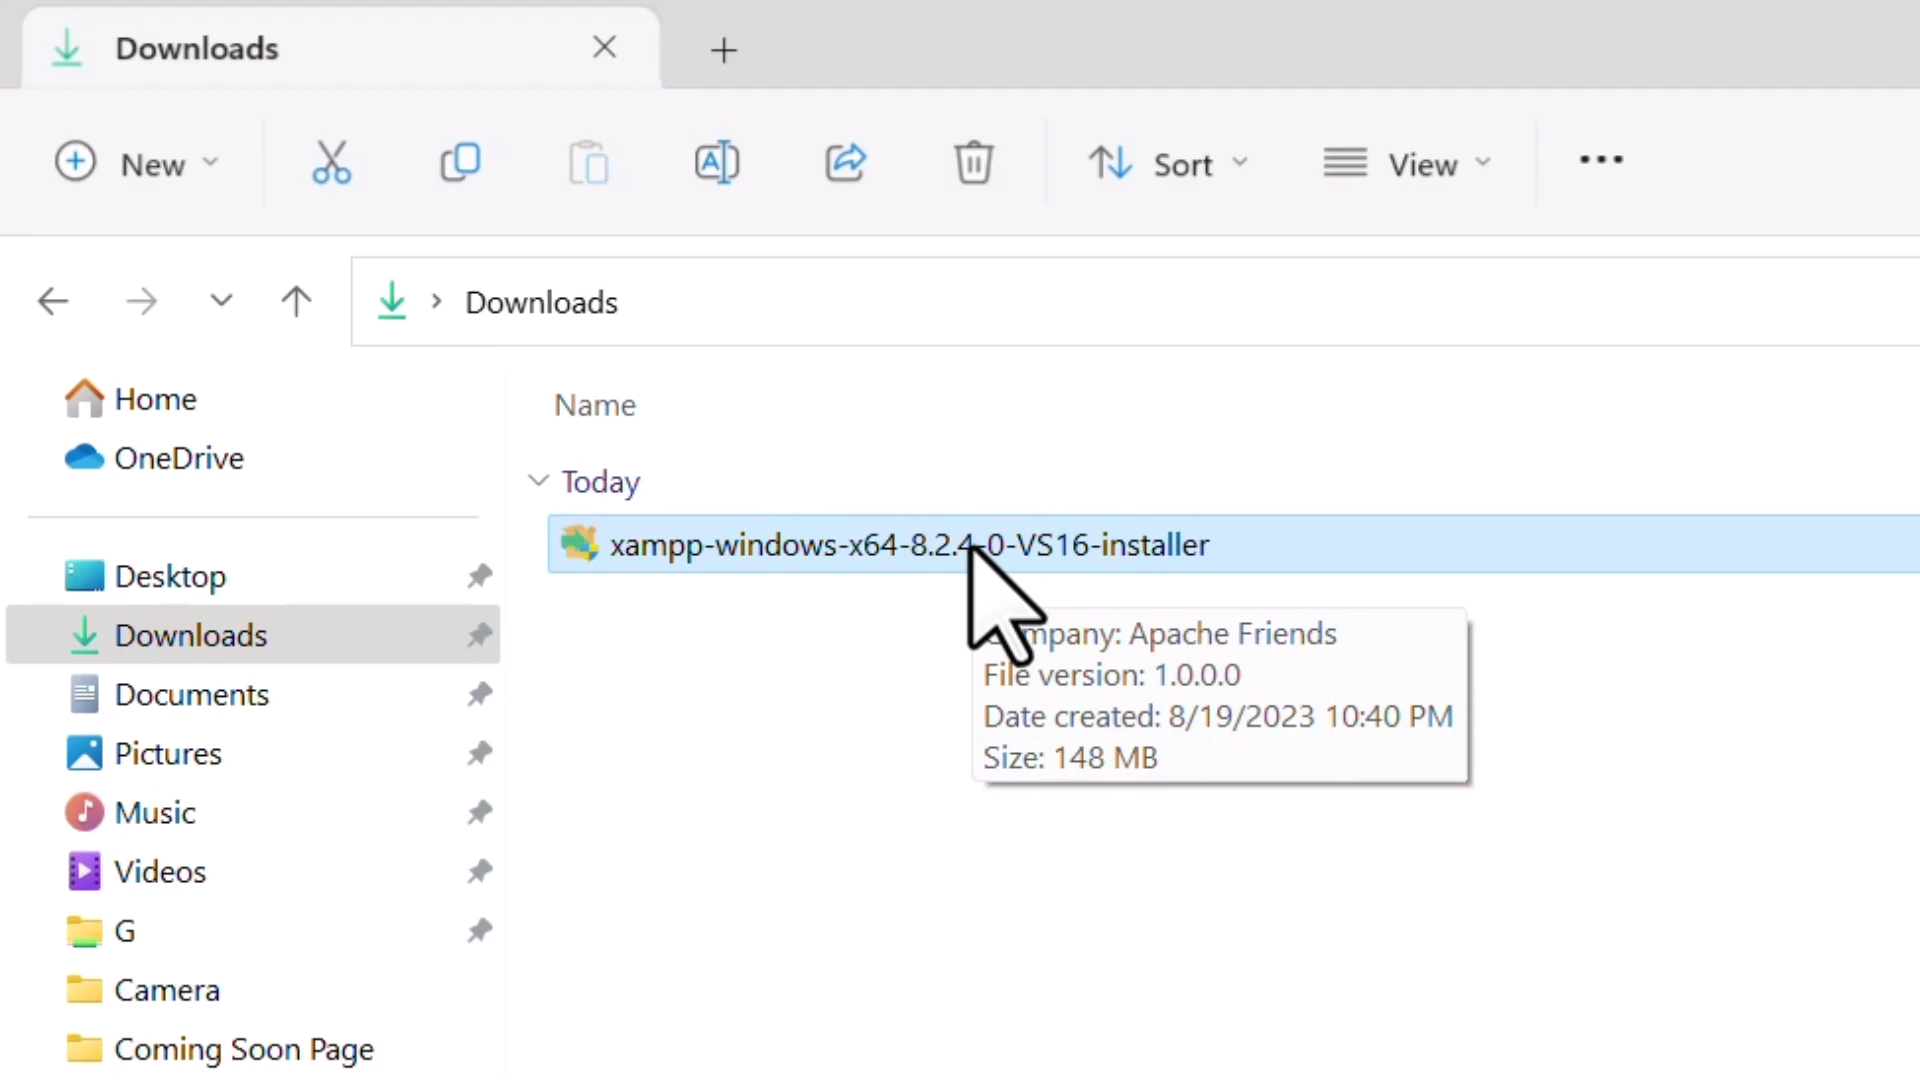 Downloads
New
Sort
View
Downloads
Home
OneDrive
Desktop
Downloads
Documents
Pictures
Music
Videos
G
Camera
Coming Soon Page
Name
Today
xampp-windows-x64-8.2.4-0-VS16-installer
Company: Apache Friends
File version: 1.0.0.0
Date created: 8/19/2023 10:40 PM
Size: 148 MB